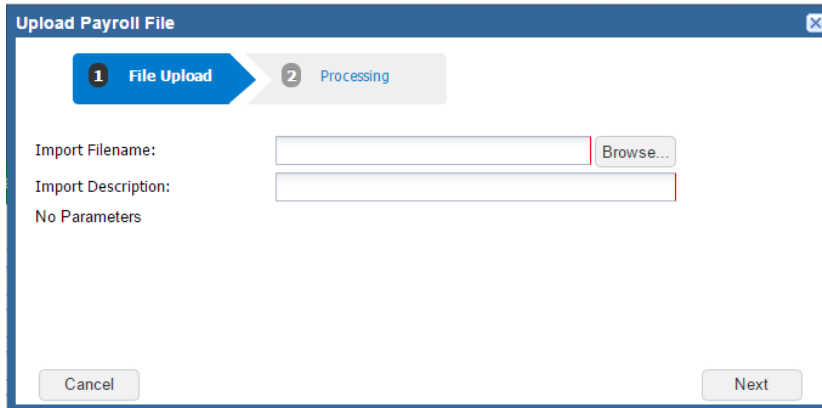 Upload Payroll File
1 File Upload 2 Processing
Import Filename: Browse...
Import Description:
No Parameters
Cancel Next